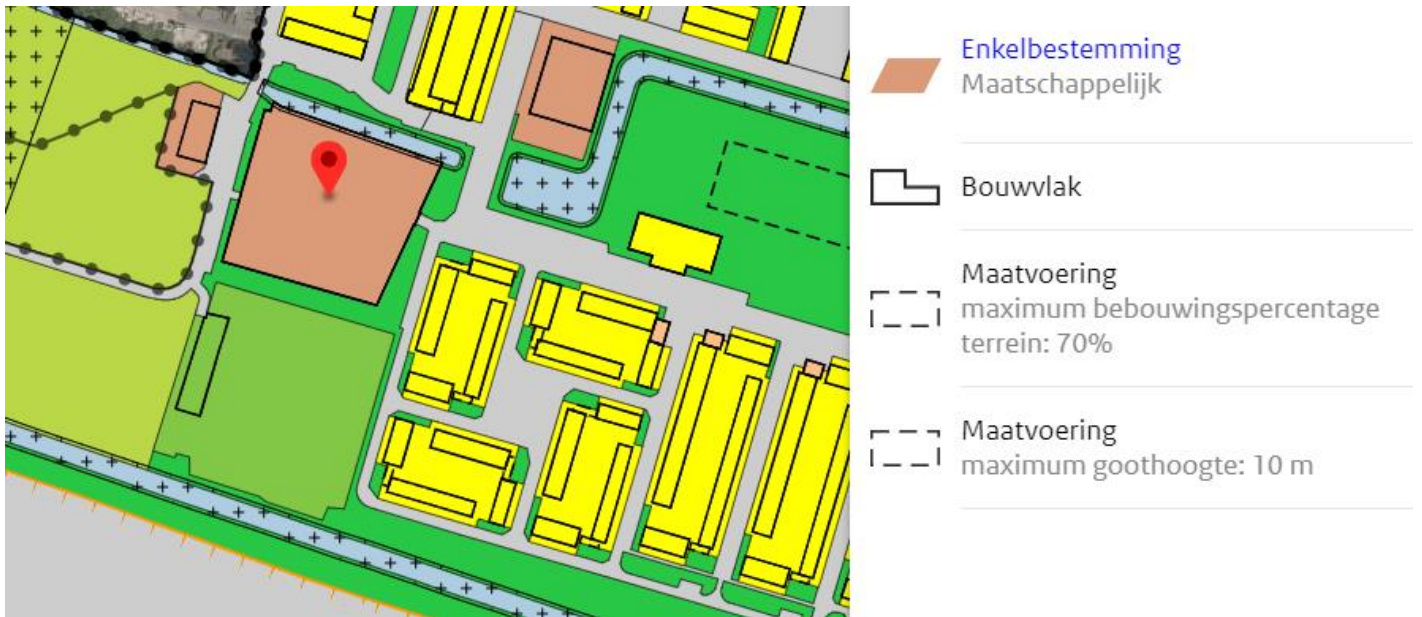 Enkelbestemming
Maatschappelijk
Bouwvlak
Maatvoering
maximum bebouwingspercentage
terrein: 70%
Maatvoering
maximum goothoogte: 10 m